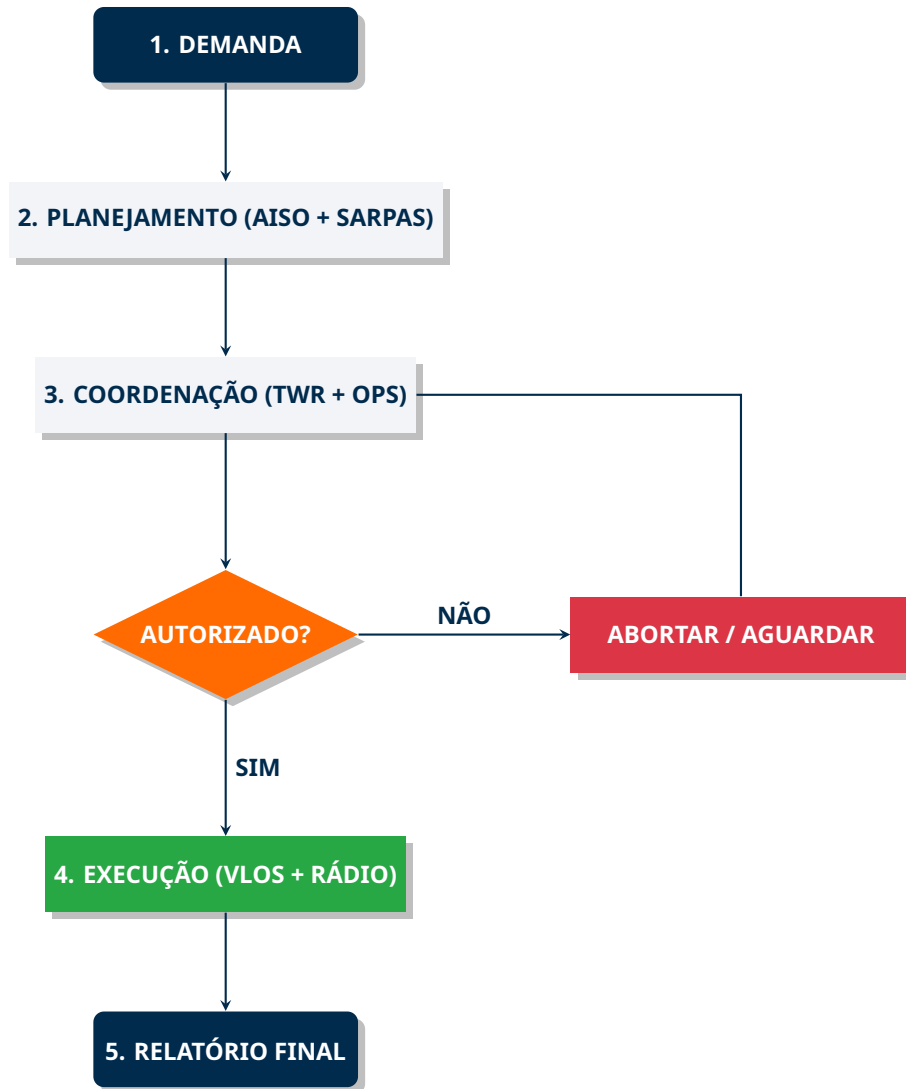 1. DEMANDA
2. PLANEJAMENTO (AISO + SARPAS)
3. COORDENAÇÃO (TWR + OPS)
AUTORIZADO?
NÃO
ABORTAR / AGUARDAR
SIM
4. EXECUÇÃO (VLOS + RÁDIO)
5. RELATÓRIO FINAL